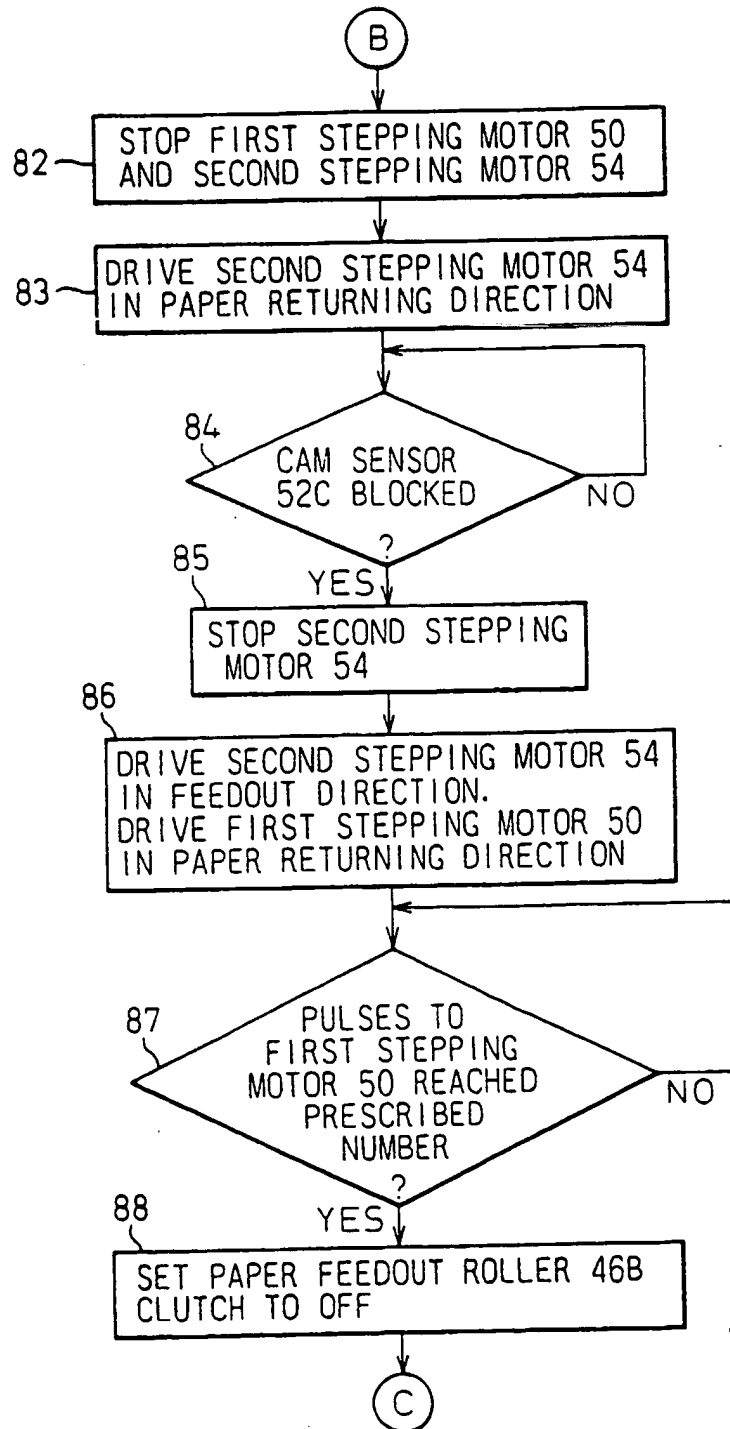 B
82
STOP FIRST STEPPING MOTOR 50
AND SECOND STEPPING MOTOR 54
83
DRIVE SECOND STEPPING MOTOR 54
IN PAPER RETURNING DIRECTION
84
CAM SENSOR
52C BLOCKED
?
NO
YES
85
STOP SECOND STEPPING
MOTOR 54
86
DRIVE SECOND STEPPING MOTOR 54
IN FEEDOUT DIRECTION.
DRIVE FIRST STEPPING MOTOR 50
IN PAPER RETURNING DIRECTION
87
PULSES TO
FIRST STEPPING
MOTOR 50 REACHED
PRESCRIBED
NUMBER
?
NO
YES
88
SET PAPER FEEDOUT ROLLER 46B
CLUTCH TO OFF
C